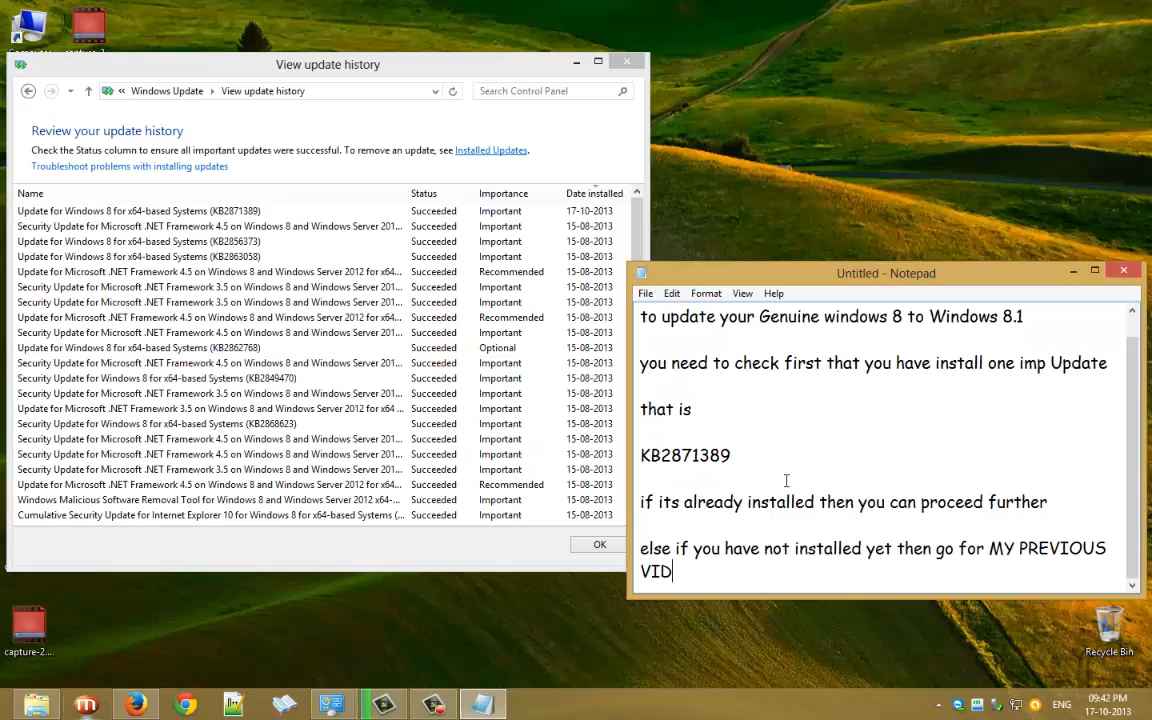 Computer
capture-2
View update history
« Windows Update
View update history
Search Control Panel
Review your update history
Check the Status column to ensure all important updates were successful. To remove an update, see Installed Updates.
Troubleshoot problems with installing updates
Name Status Importance Date installed
Update for Windows 8 for x64-based Systems (KB2871389) Succeeded Important 17-10-2013
Security Update for Microsoft .NET Framework 4.5 on Windows 8 and Windows Server 201... Succeeded Important 15-08-2013
Update for Windows 8 for x64-based Systems (KB2856373) Succeeded Important 15-08-2013
Update for Windows 8 for x64-based Systems (KB2863058) Succeeded Important 15-08-2013
Update for Microsoft .NET Framework 4.5 on Windows 8 and Windows Server 2012 for x64... Succeeded Recommended 15-08-2013
Security Update for Microsoft .NET Framework 3.5 on Windows 8 and Windows Server 201... Succeeded Important 15-08-2013
Security Update for Microsoft .NET Framework 3.5 on Windows 8 and Windows Server 201... Succeeded Important 15-08-2013
Update for Microsoft .NET Framework 4.5 on Windows 8 and Windows Server 2012 for x64... Succeeded Recommended 15-08-2013
Security Update for Microsoft .NET Framework 4.5 on Windows 8 and Windows Server 201... Succeeded Important 15-08-2013
Update for Windows 8 for x64-based Systems (KB2862768) Succeeded Optional 15-08-2013
Security Update for Microsoft .NET Framework 4.5 on Windows 8 and Windows Server 201... Succeeded Important 15-08-2013
Security Update for Windows 8 for x64-based Systems (KB2849470) Succeeded Important 15-08-2013
Security Update for Microsoft .NET Framework 3.5 on Windows 8 and Windows Server 201... Succeeded Important 15-08-2013
Update for Microsoft .NET Framework 3.5 on Windows 8 and Windows Server 2012 for x64 ... Succeeded Important 15-08-2013
Security Update for Windows 8 for x64-based Systems (KB2868623) Succeeded Important 15-08-2013
Security Update for Microsoft .NET Framework 4.5 on Windows 8 and Windows Server 201... Succeeded Important 15-08-2013
Security Update for Microsoft .NET Framework 4.5 on Windows 8 and Windows Server 201... Succeeded Important 15-08-2013
Security Update for Microsoft .NET Framework 3.5 on Windows 8 and Windows Server 201... Succeeded Important 15-08-2013
Update for Microsoft .NET Framework 3.5 on Windows 8 and Windows Server 2012 for x64... Succeeded Recommended 15-08-2013
Windows Malicious Software Removal Tool for Windows 8 and Windows Server 2012 x64-... Succeeded Important 15-08-2013
Cumulative Security Update for Internet Explorer 10 for Windows 8 for x64-based Systems (... Succeeded Important 15-08-2013
OK
Untitled - Notepad
File Edit Format View Help
to update your Genuine windows 8 to Windows 8.1
you need to check first that you have install one imp Update
that is
KB2871389
if its already installed then you can proceed further
else if you have not installed yet then go for MY PREVIOUS
VID
capture-2...
Recycle Bin
ENG
09:42 PM
17-10-2013